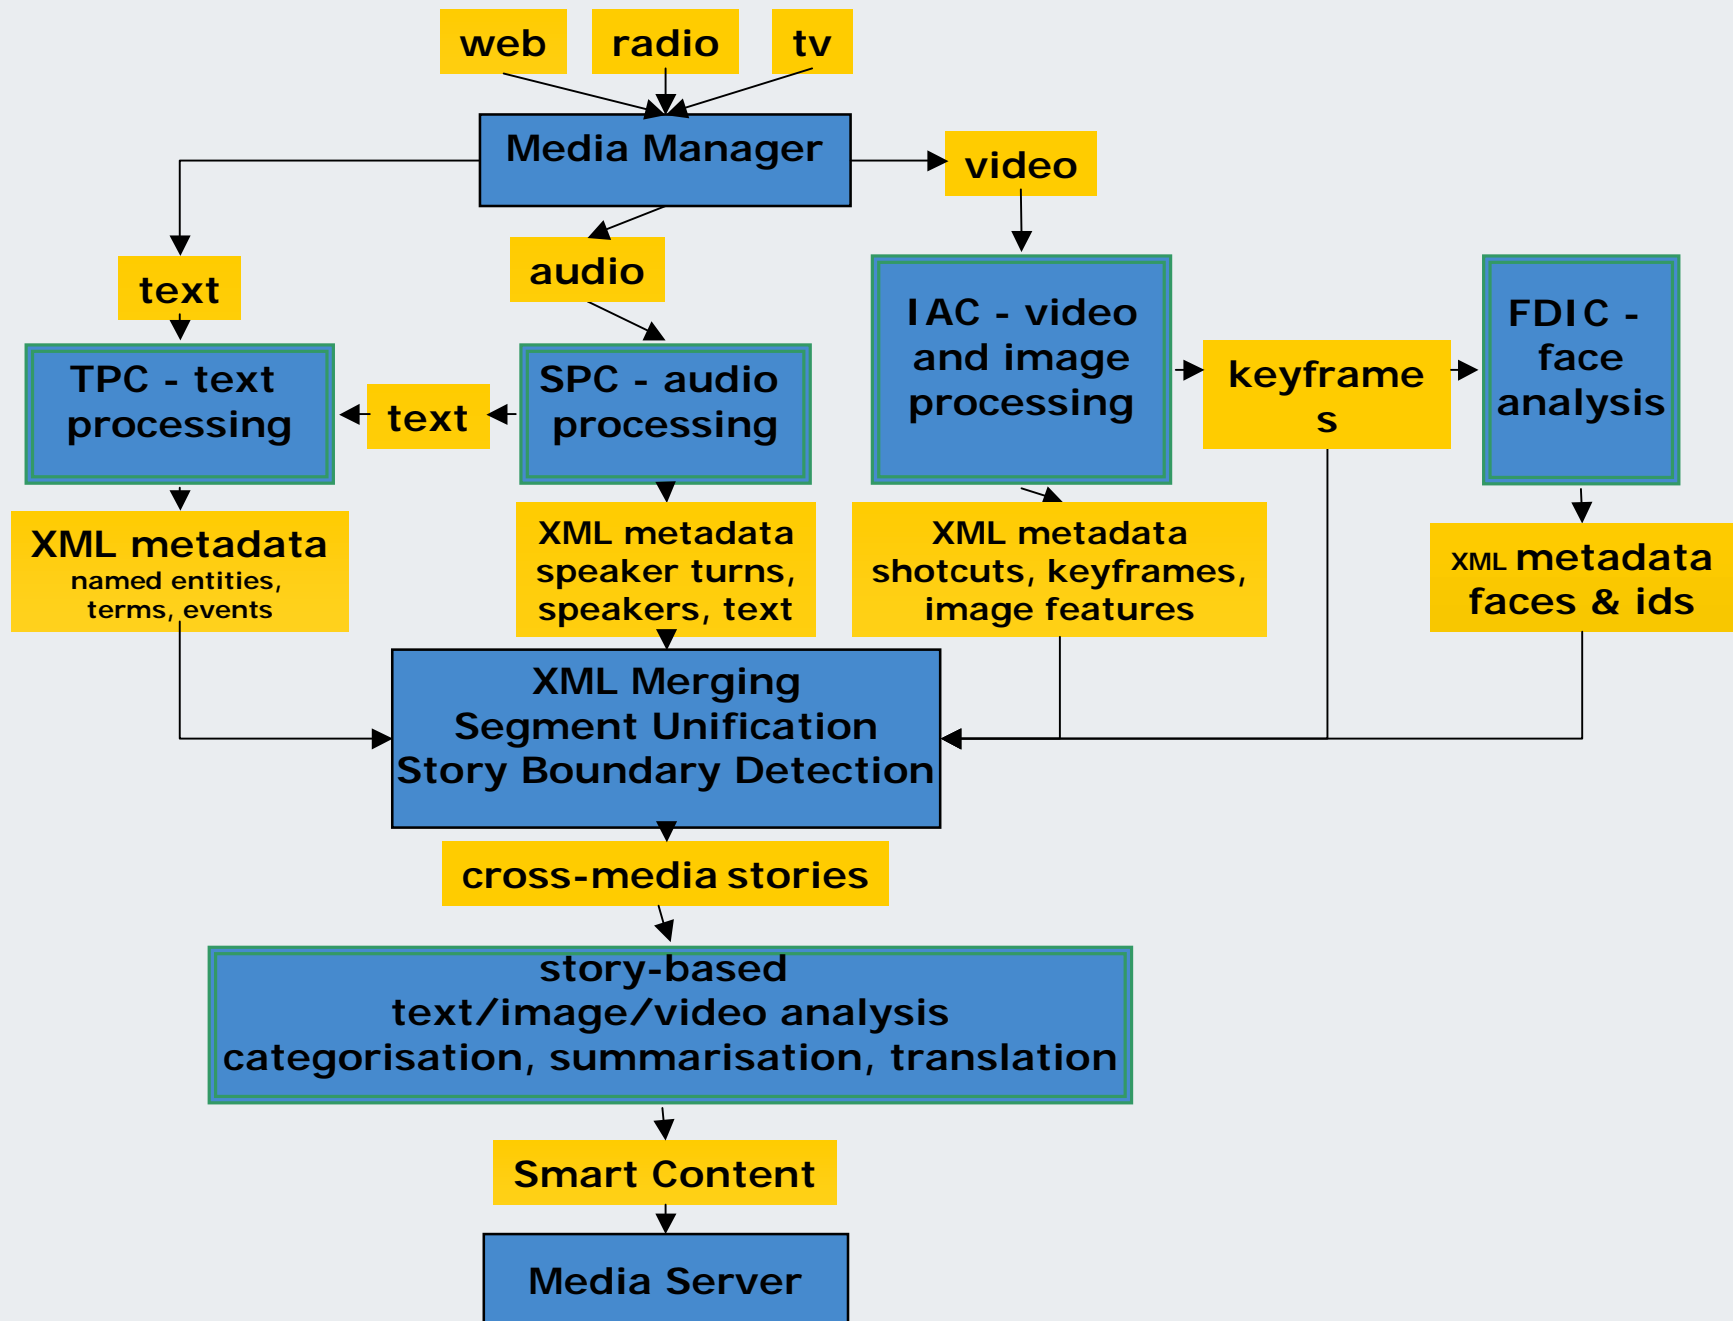 web
radio
tv
Media Manager
video
text
audio
TPC - text
processing
text
SPC - audio
processing
IAC - video
and image
processing
keyframe
s
FDIC -
face
analysis
XML metadata
named entities,
terms, events
XML metadata
speaker turns,
speakers, text
XML metadata
shotcuts, keyframes,
image features
XML metadata
faces & ids
XML Merging
Segment Unification
Story Boundary Detection
cross-media stories
story-based
text/image/video analysis
categorisation, summarisation, translation
Smart Content
Media Server